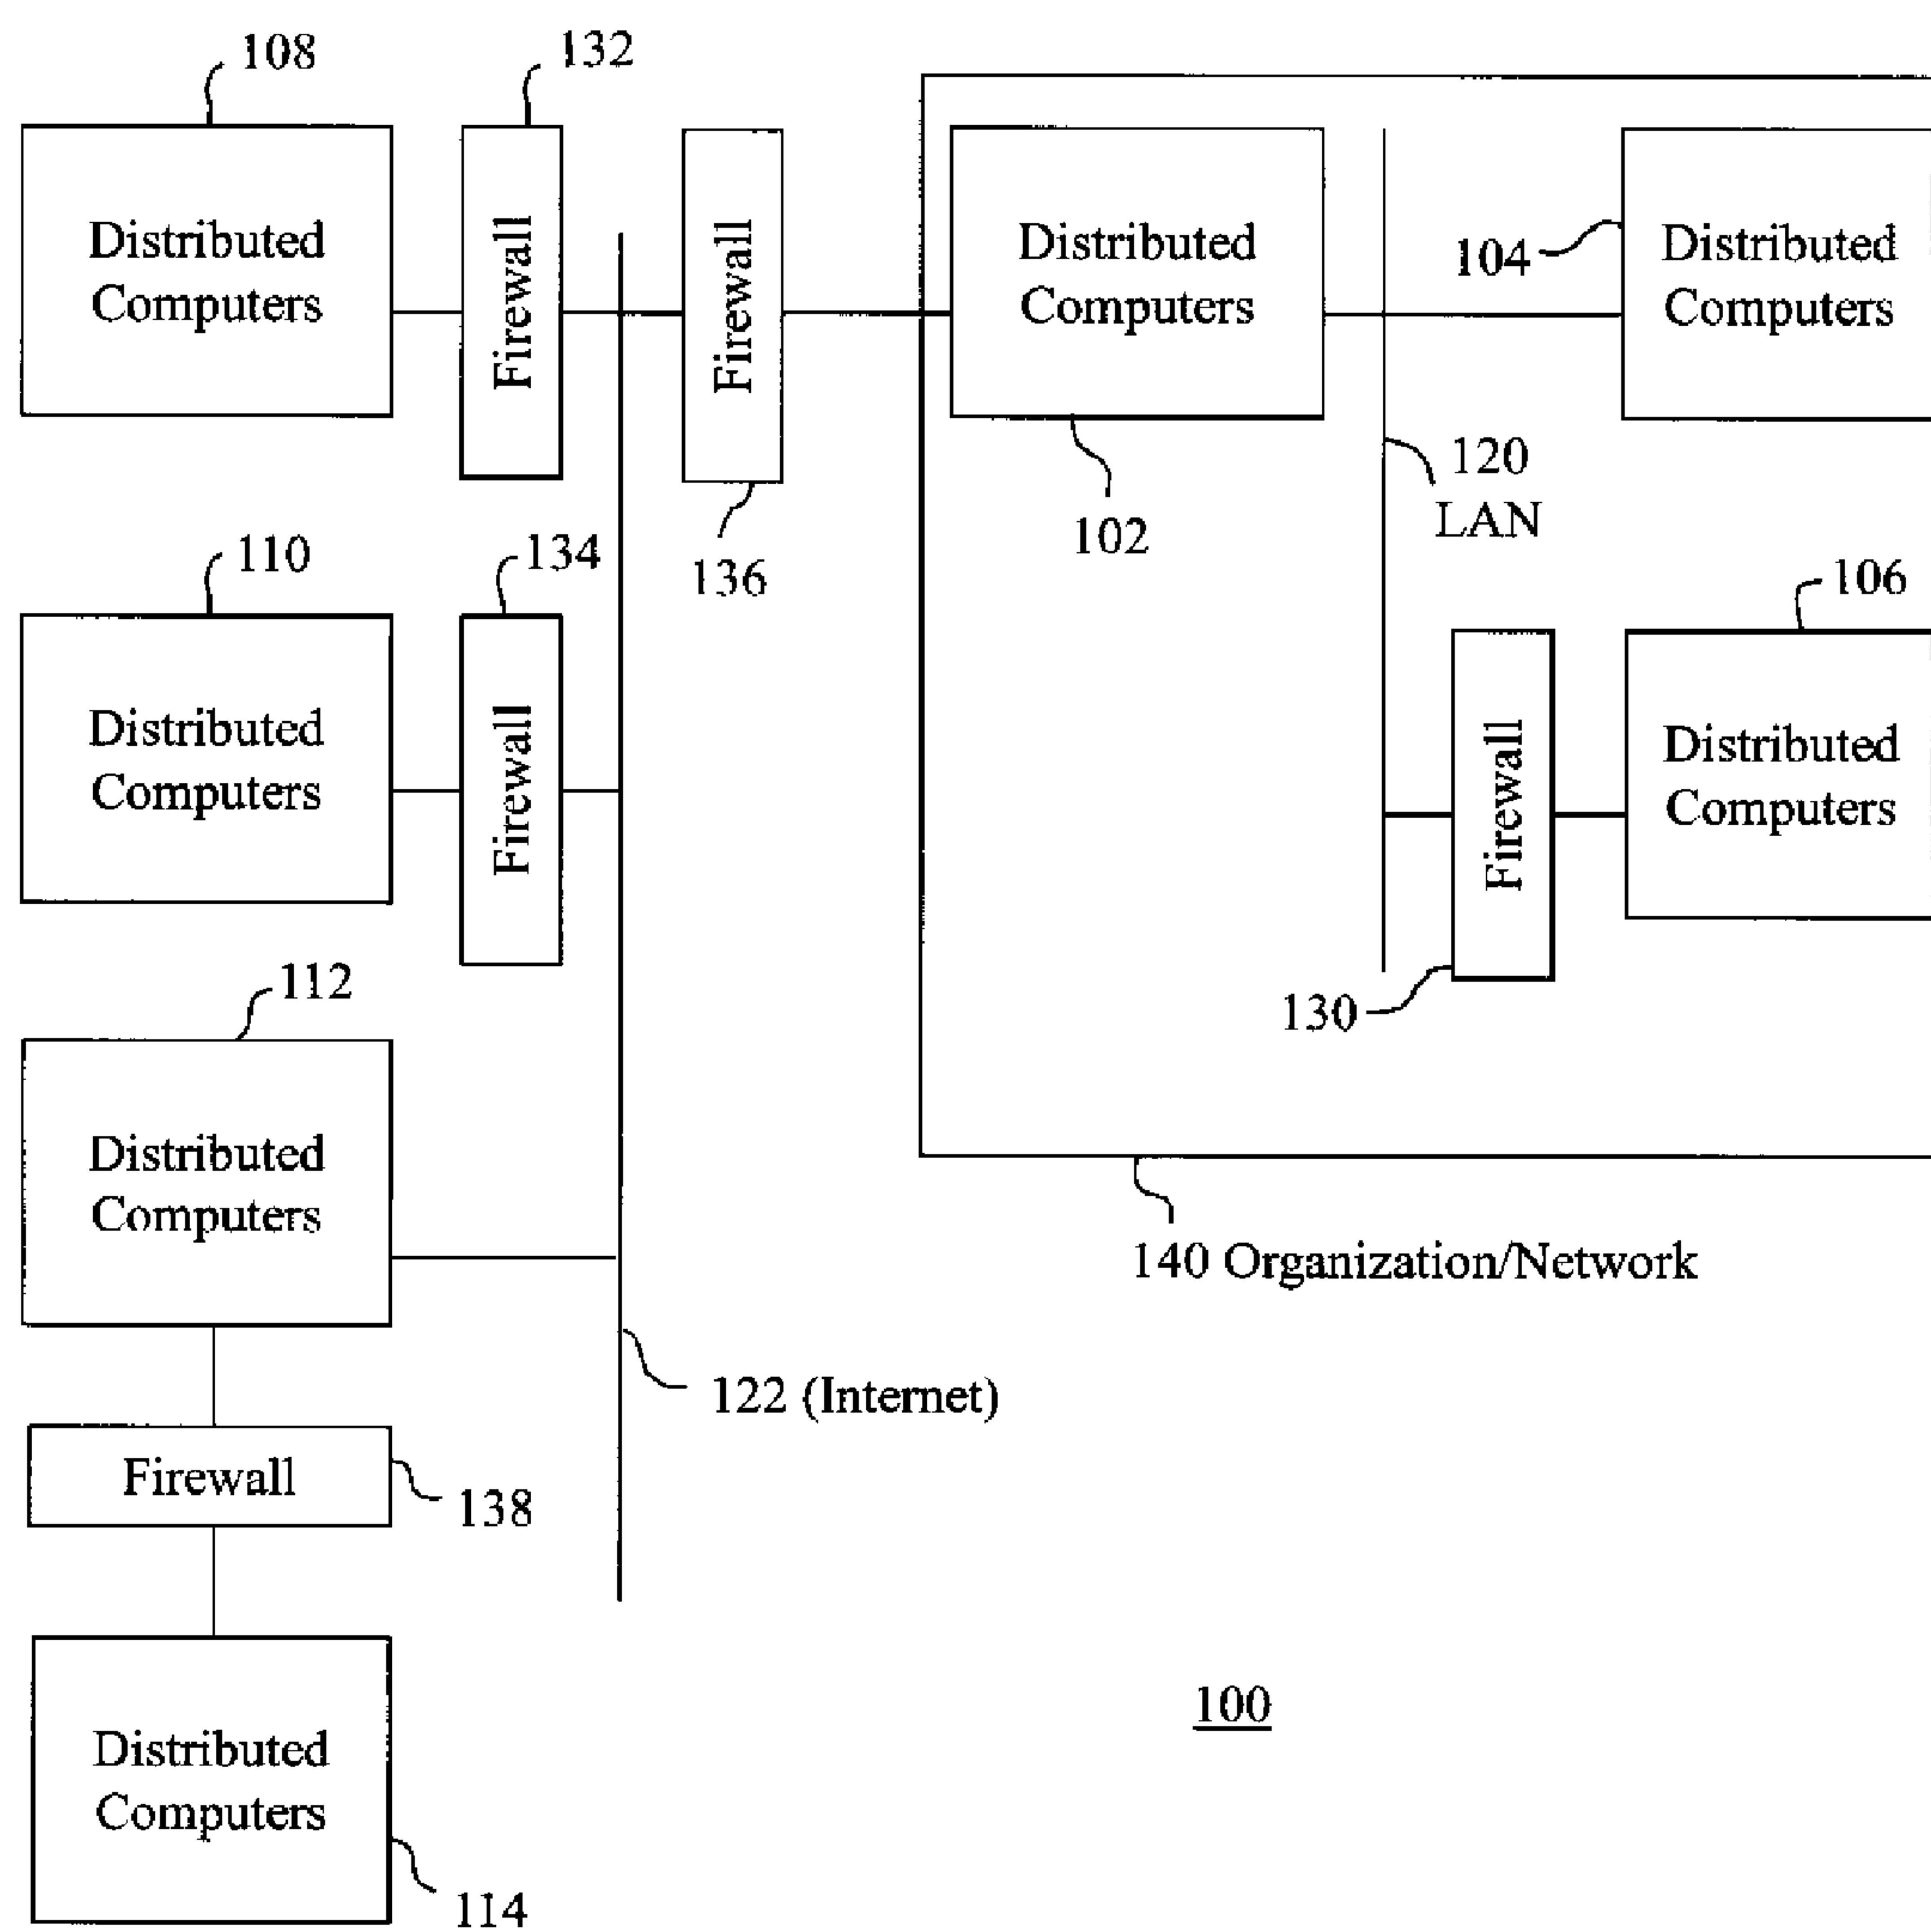 108
132
Distributed
Computers
Firewall
Firewall
136
Distributed
Computers
102
104
Distributed
Computers
120
LAN
110
134
Distributed
Computers
Firewall
106
Distributed
Computers
Firewall
130
112
Distributed
Computers
140 Organization/Network
122 (Internet)
Firewall
138
100
Distributed
Computers
114